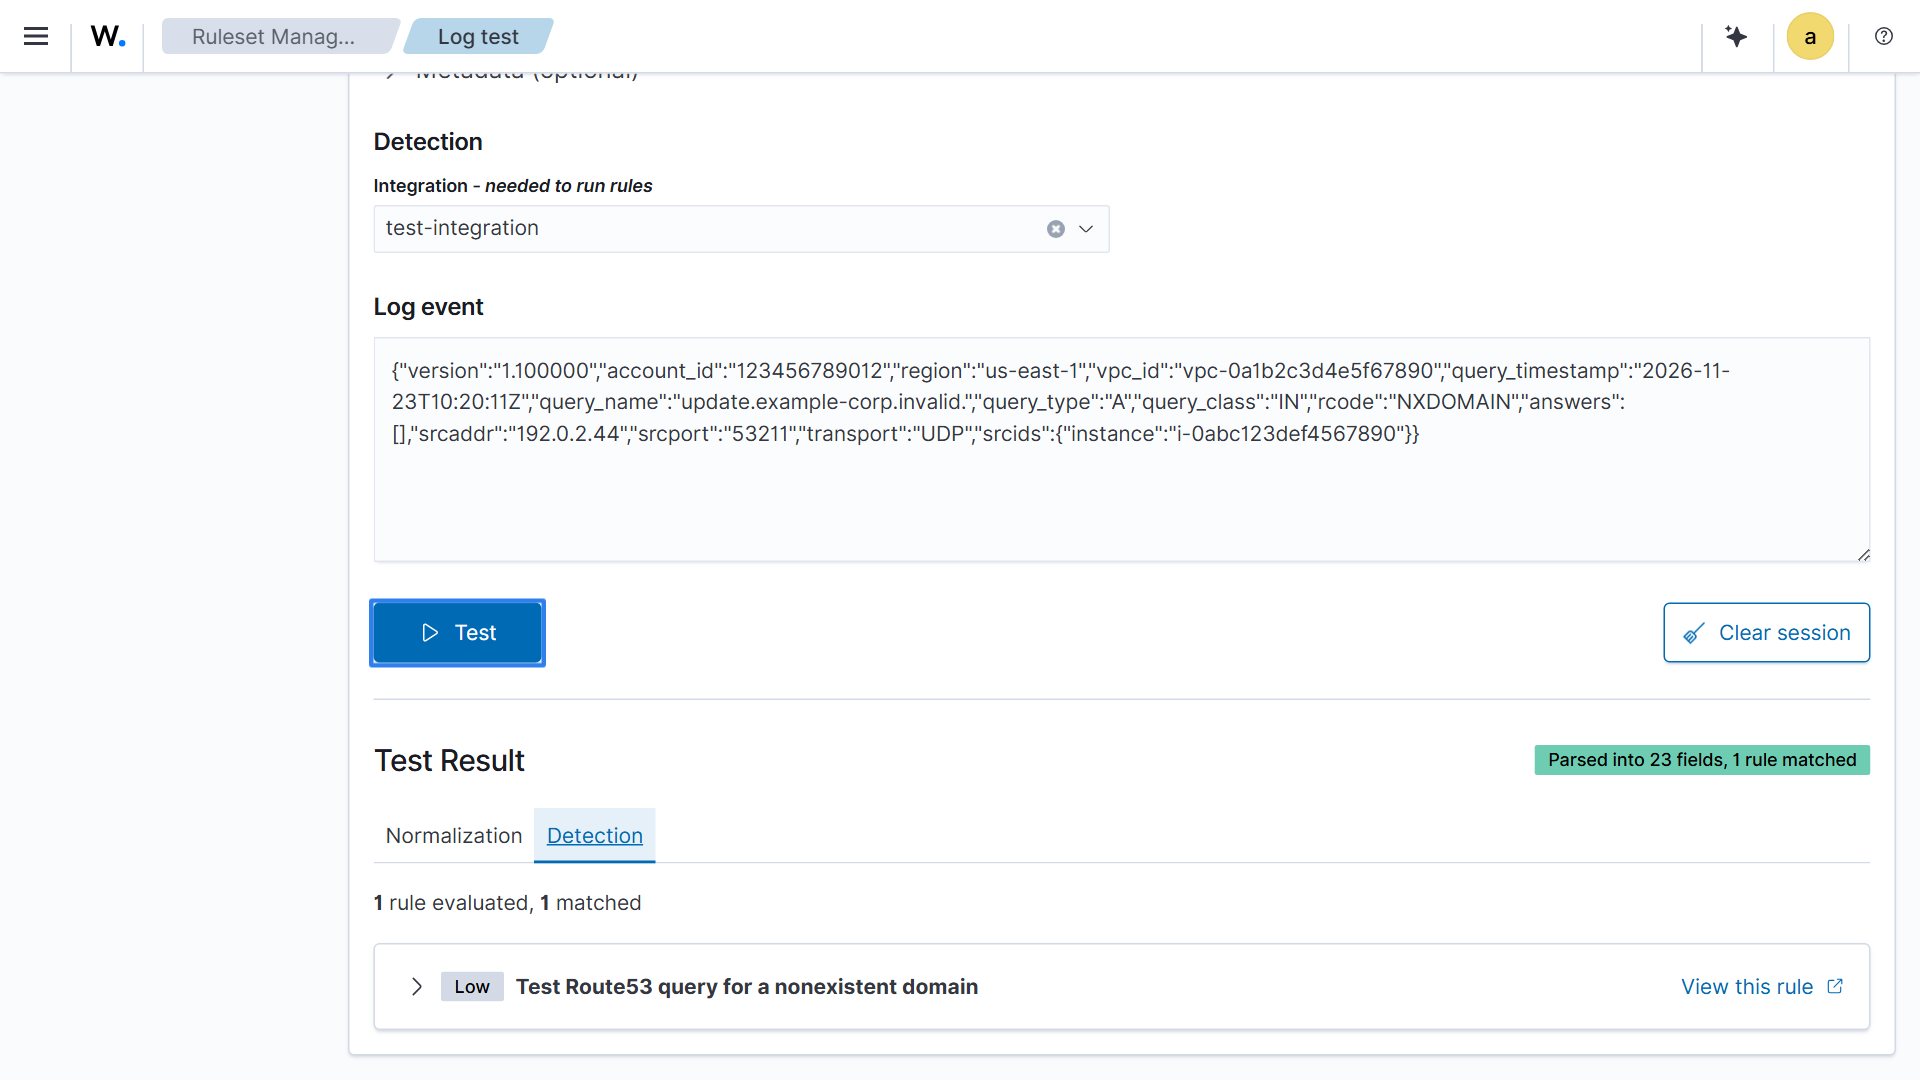 W.
Ruleset Manag...
Log test
a
Metadata (optional)
Detection
Integration - needed to run rules
test-integration
Log event
{"version":"1.100000","account_id":"123456789012","region":"us-east-1","vpc_id":"vpc-0a1b2c3d4e5f67890","query_timestamp":"2026-11-
23T10:20:11Z","query_name":"update.example-corp.invalid.","query_type":"A","query_class":"IN","rcode":"NXDOMAIN","answers":
[],"srcaddr":"192.0.2.44","srcport":"53211","transport":"UDP","srcids":{"instance":"i-0abc123def4567890"}}
Test
Clear session
Test Result
Parsed into 23 fields, 1 rule matched
Normalization
Detection
1 rule evaluated, 1 matched
Low
Test Route53 query for a nonexistent domain
View this rule